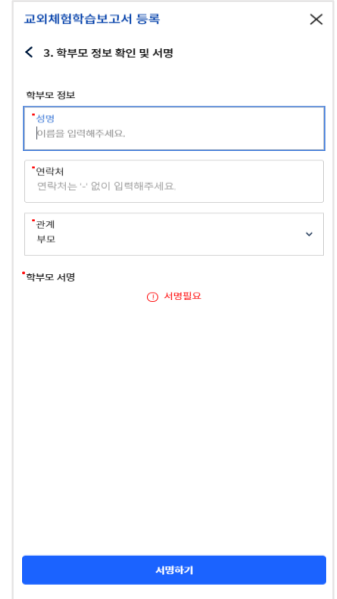 교외체험학습보고서 등록
3. 학부모 정보 확인 및 서명
학부모 정보
*성명
이름을 입력해주세요.
*연락처
연락처는 '-' 없이 입력해주세요.
*관계
부모
*학부모 서명
서명필요
서명하기